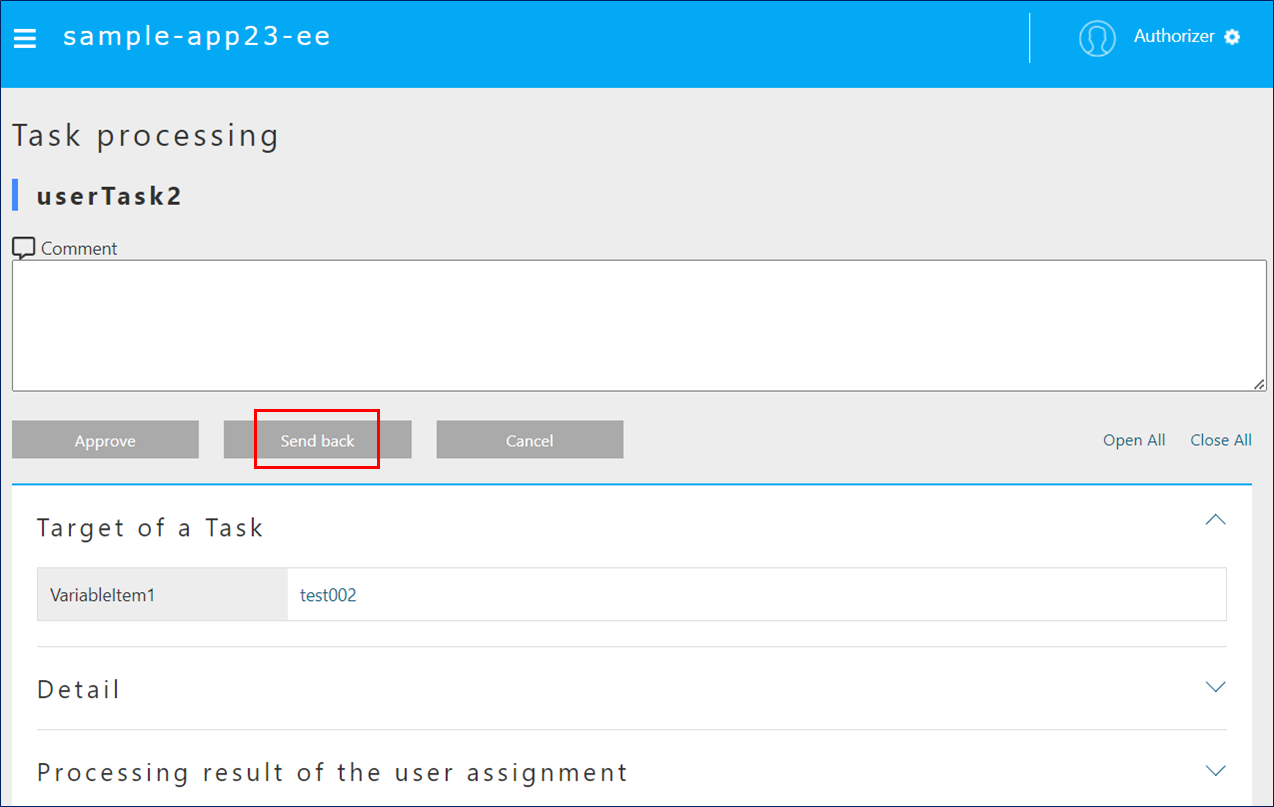 sample-app23-ee
Authorizer
Task processing
userTask2
Comment
Approve Send back Cancel Open All Close All
Target of a Task
VariableItem1 test002
Detail
Processing result of the user assignment